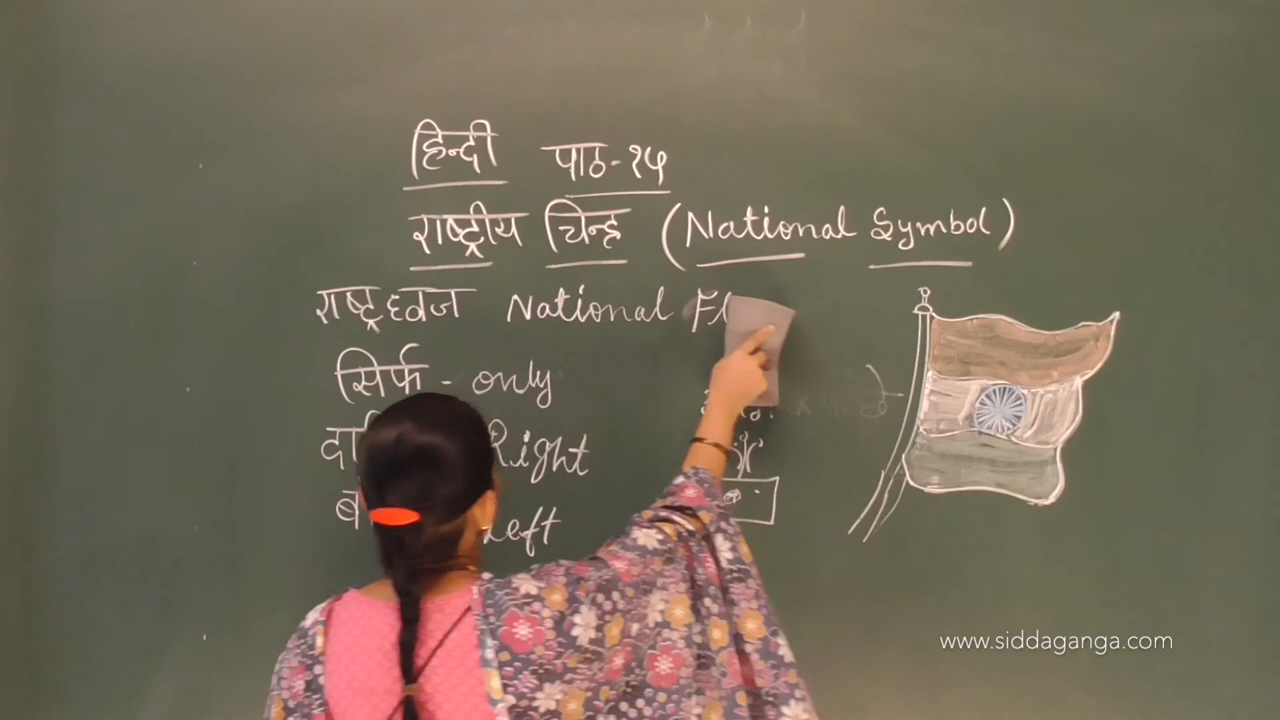 हिन्दी पाठ-१५
राष्ट्रीय चिन्ह (National Symbol)
राष्ट्रध्वज National Fl
सिर्फ - only
Right
Left
www.siddaganga.com